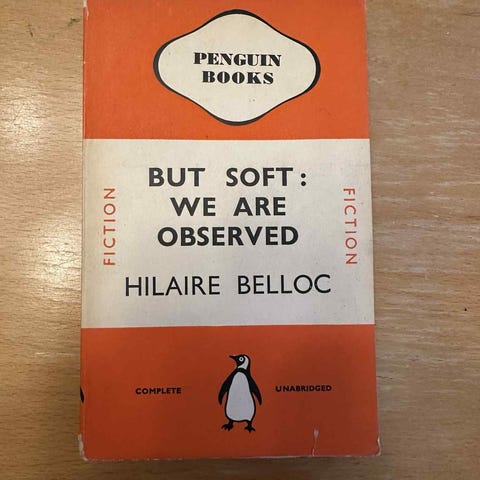 PENGUIN
BOOKS
BUT SOFT:
WE ARE
OBSERVED
HILAIRE BELLOC
FICTION
FICTION
COMPLETE
UNABRIDGED